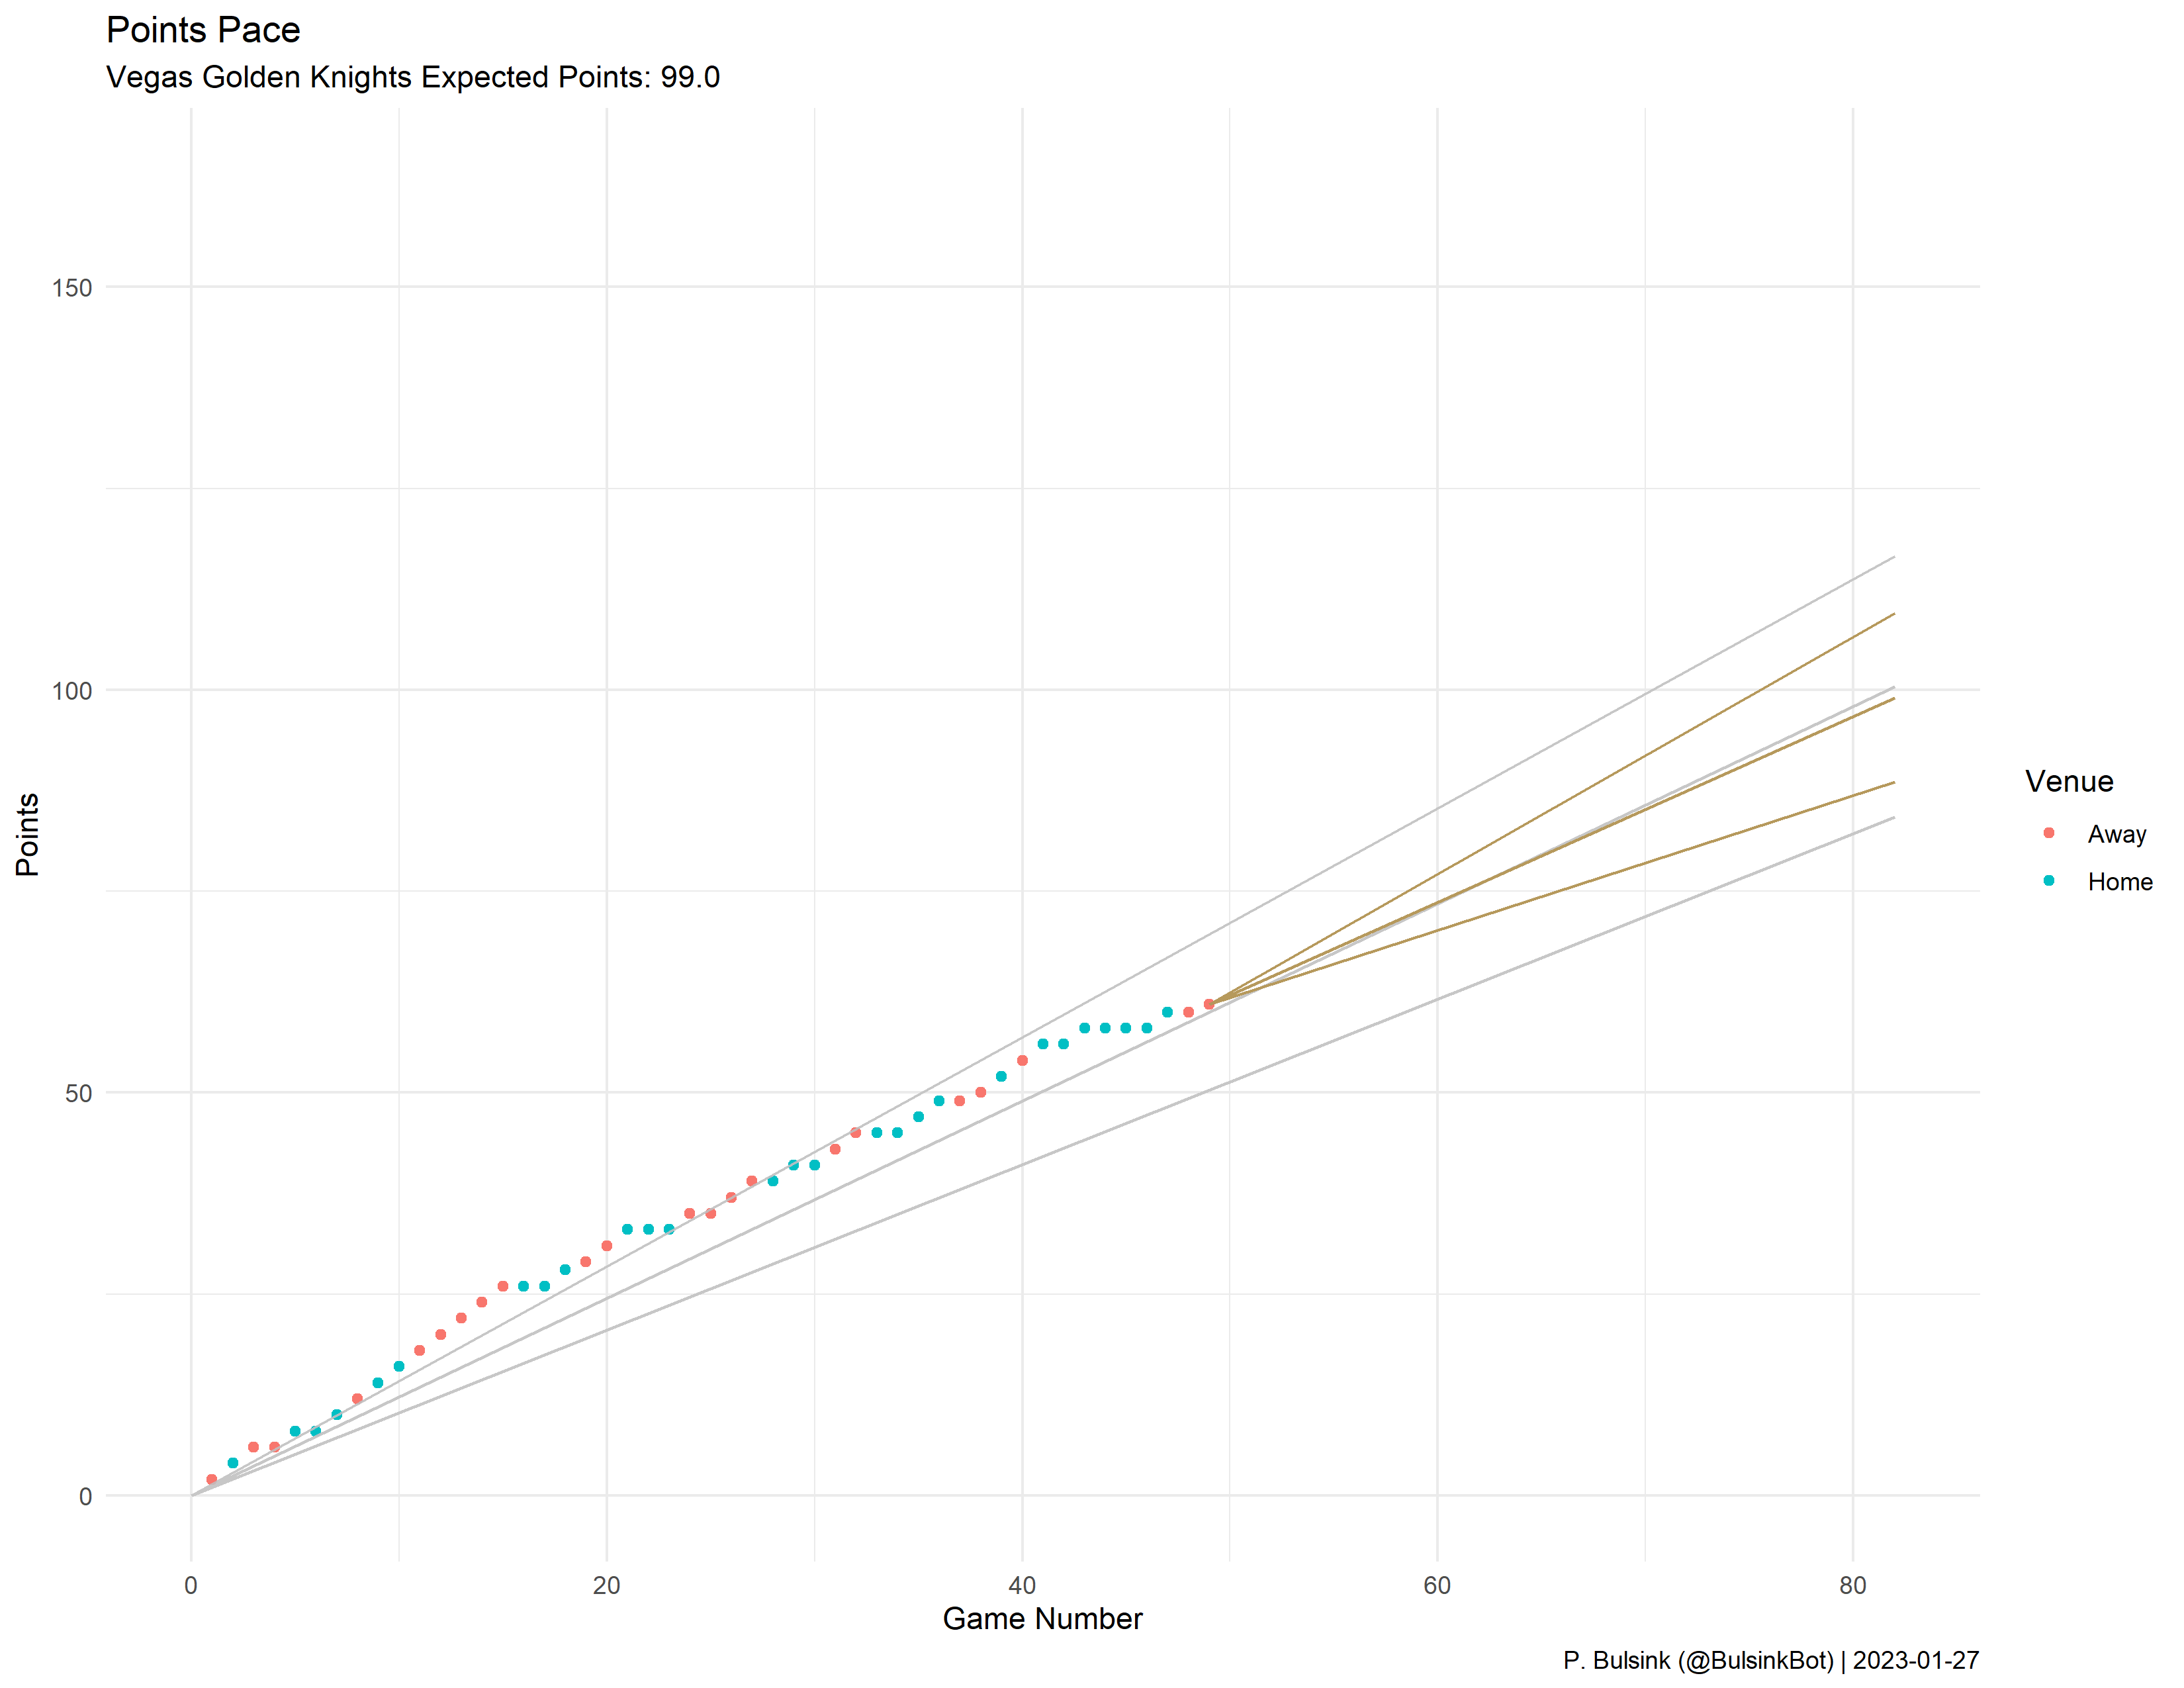 Points Pace
Vegas Golden Knights Expected Points: 99.0
150
100
50
0
Points
0 20 40 60 80
Game Number
Venue
Away
Home
P. Bulsink (@BulsinkBot) | 2023-01-27